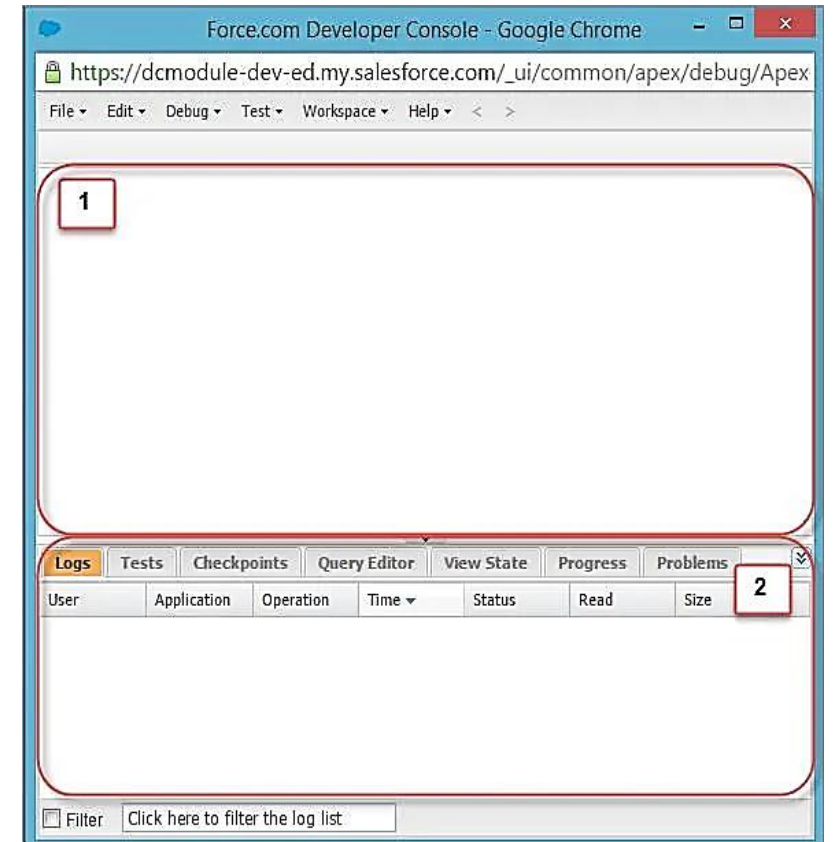 Force.com Developer Console - Google Chrome
https://dcmodule-dev-ed.my.salesforce.com/_ui/common/apex/debug/Apex
File Edit Debug Test Workspace Help < >
1
Logs Tests Checkpoints Query Editor View State Progress Problems
2
User Application Operation Time Status Read Size
Filter Click here to filter the log list